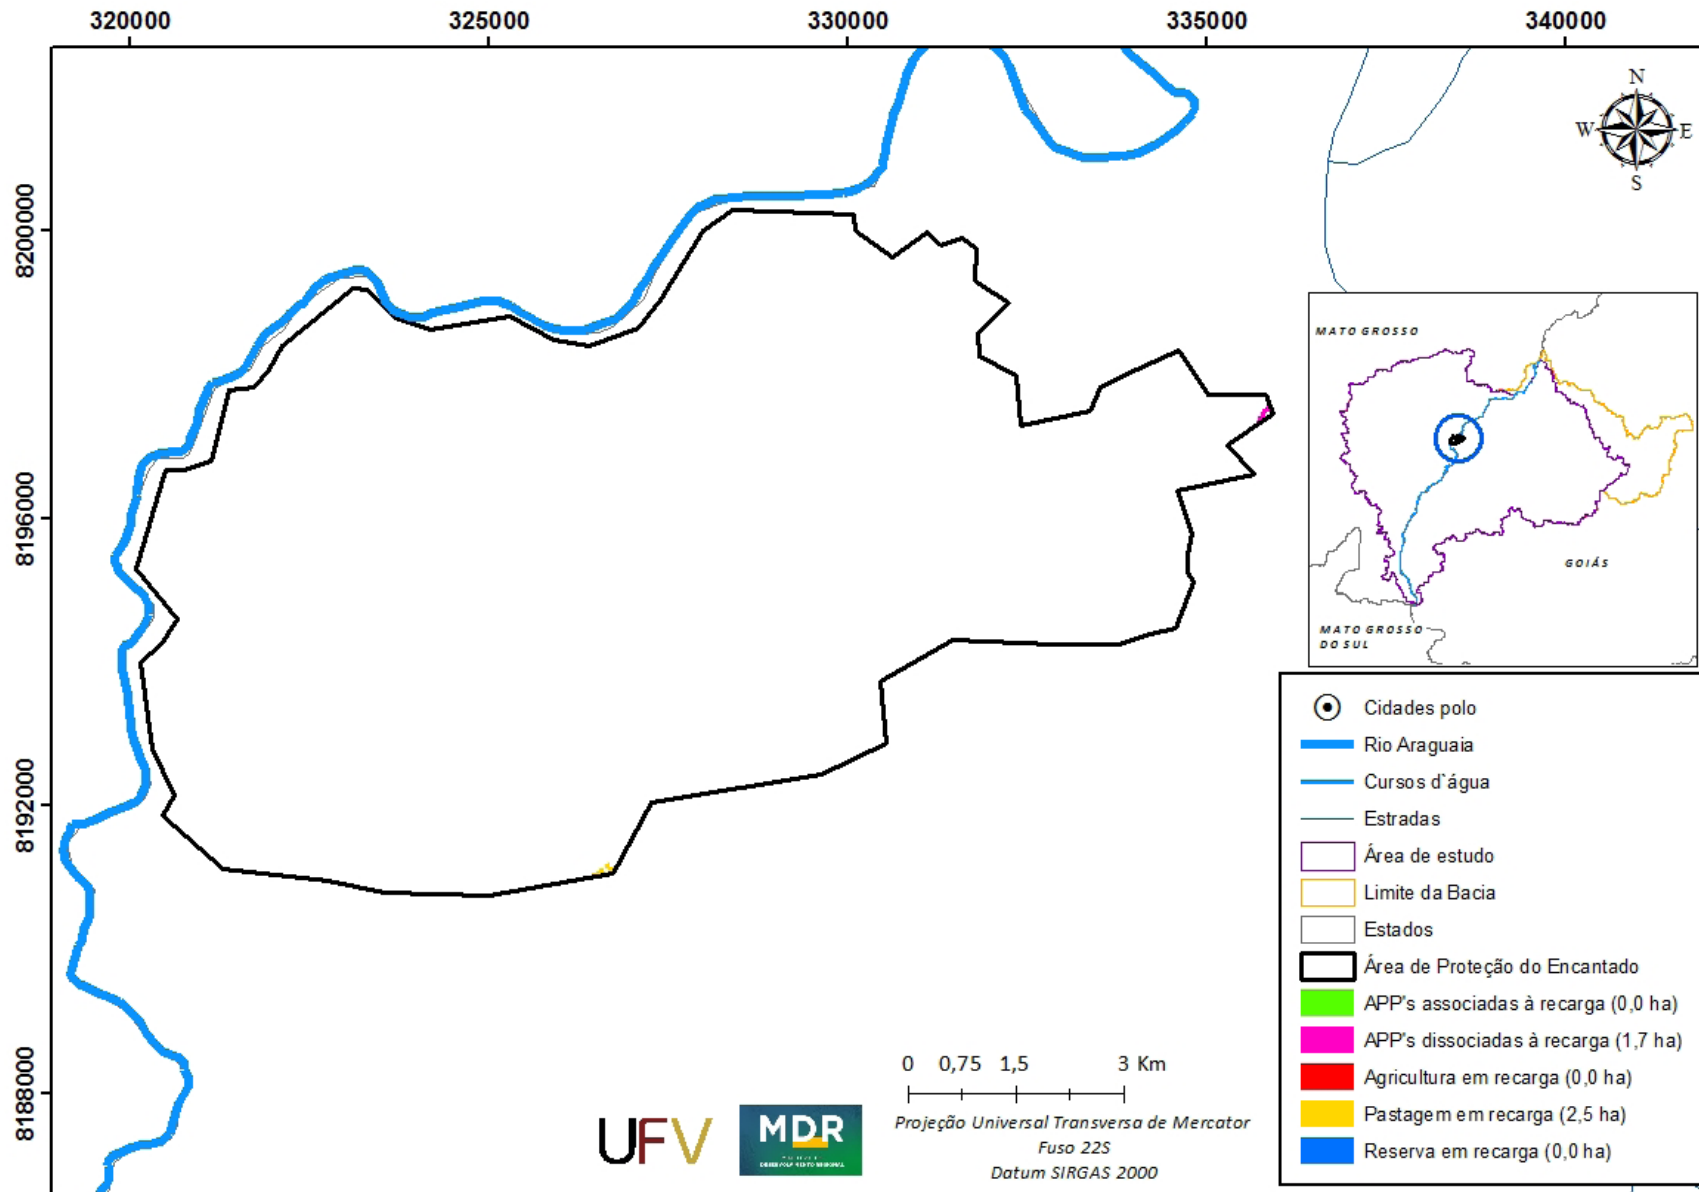 320000 325000 330000 335000 340000
8200000
8196000
8192000
8188000
N
W E
S
MATO GROSSO
GOIÁS
MATO GROSSO
DO SUL
Cidades polo
Rio Araguaia
Cursos d`água
Estradas
Área de estudo
Limite da Bacia
Estados
Área de Proteção do Encantado
APP's associadas à recarga (0,0 ha)
APP's dissociadas à recarga (1,7 ha)
Agricultura em recarga (0,0 ha)
Pastagem em recarga (2,5 ha)
Reserva em recarga (0,0 ha)
0 0,75 1,5 3 Km
Projeção Universal Transversa de Mercator
Fuso 22S
Datum SIRGAS 2000
UFV
MDR
DESENVOLVIMENTO REGIONAL